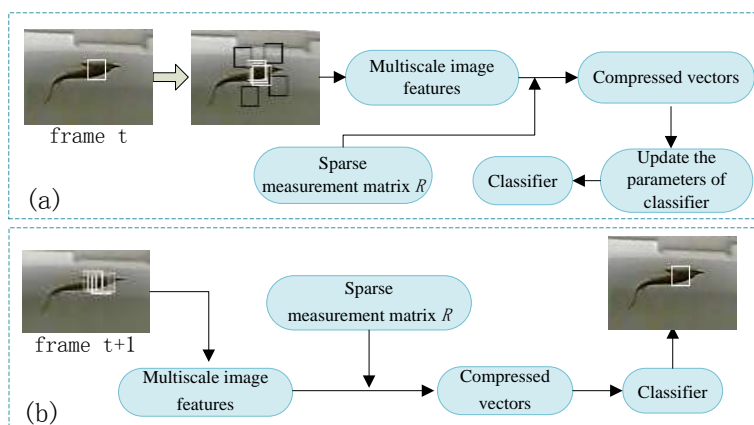 frame t
Multiscale image
features
Compressed vectors
Sparse
measurement matrix R
Classifier
Update the
parameters of
classifier
(a)
frame t+1
Sparse
measurement matrix R
Multiscale image
features
Compressed
vectors
Classifier
(b)